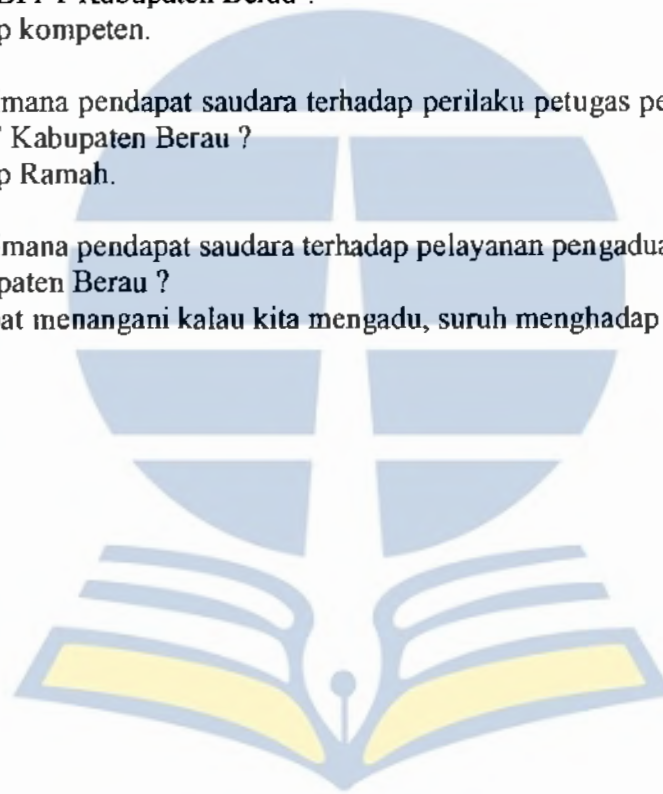 Kabupaten Berau ?
p kompeten.
mana pendapat saudara terhadap perilaku petugas pe
Kabupaten Berau ?
p Ramah.
mana pendapat saudara terhadap pelayanan pengadua
paten Berau ?
at menangani kalau kita mengadu, suruh menghadap